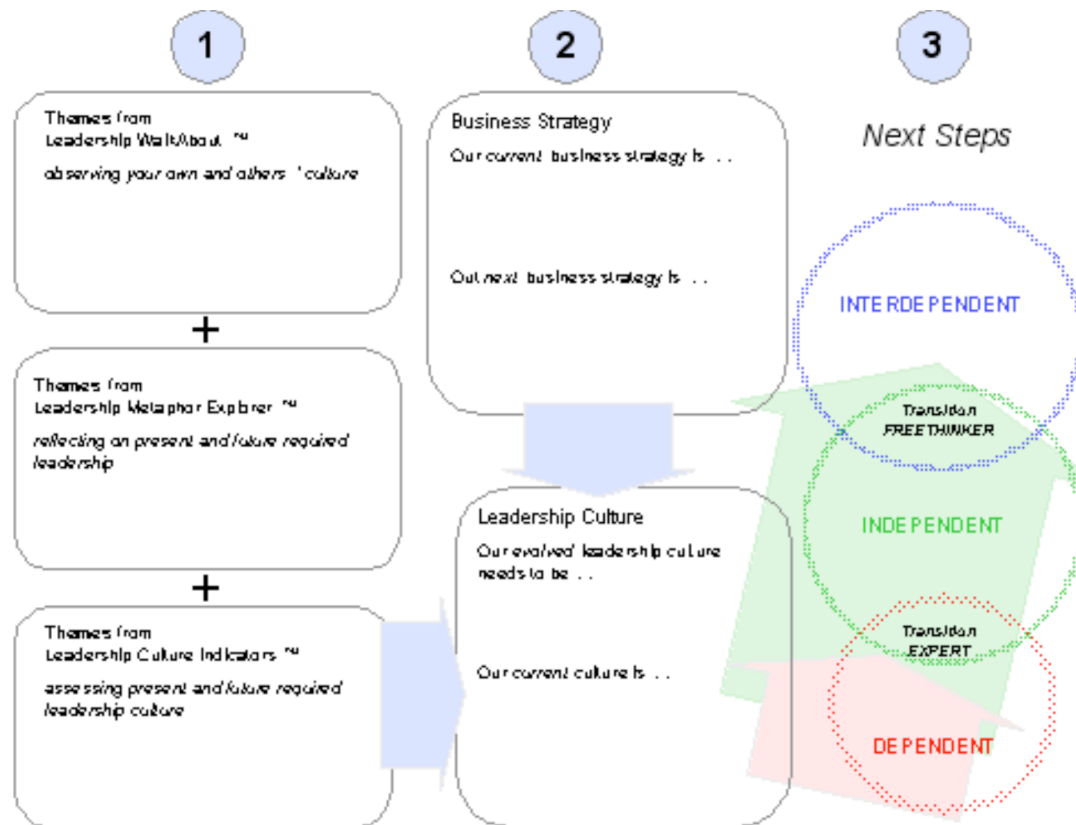 1
Themes from
Leadership WalkAbout ™
observing your own and others ' culture
+
Themes from
Leadership Metaphor Explorer ™
reflecting on present and future required
leadership
+
Themes from
Leadership Culture Indicators ™
assessing present and future required
leadership culture
2
Business Strategy
Our current business strategy is . . .
Our next business strategy is . . .
Leadership Culture
Our evolved leadership culture
needs to be . . .
Our current culture is . . .
3
Next Steps
INTERDEPENDENT
Transition
FREETHINKER
INDEPENDENT
Transition
EXPERT
DEPENDENT